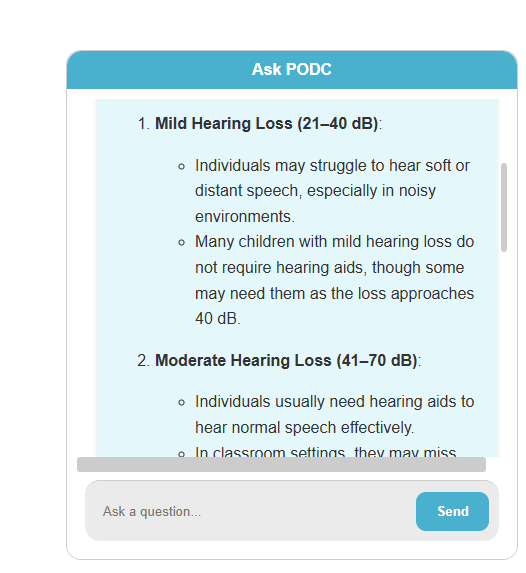 Ask PODC
1. Mild Hearing Loss (21–40 dB):
Individuals may struggle to hear soft or
distant speech, especially in noisy
environments.
Many children with mild hearing loss do
not require hearing aids, though some
may need them as the loss approaches
40 dB.
2. Moderate Hearing Loss (41–70 dB):
Individuals usually need hearing aids to
hear normal speech effectively.
In classroom settings, they may miss
Ask a question...
Send